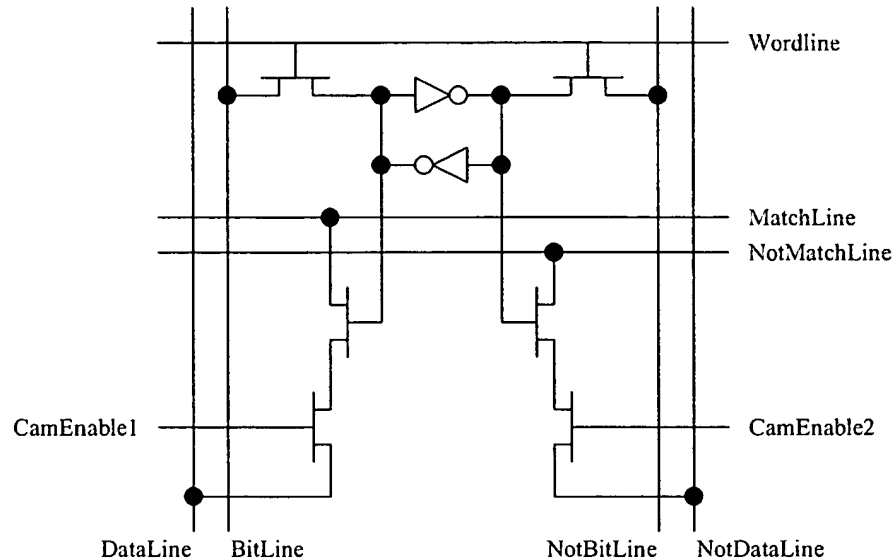 Wordline
MatchLine
NotMatchLine
CamEnable1 CamEnable2
DataLine BitLine NotBitLine NotDataLine